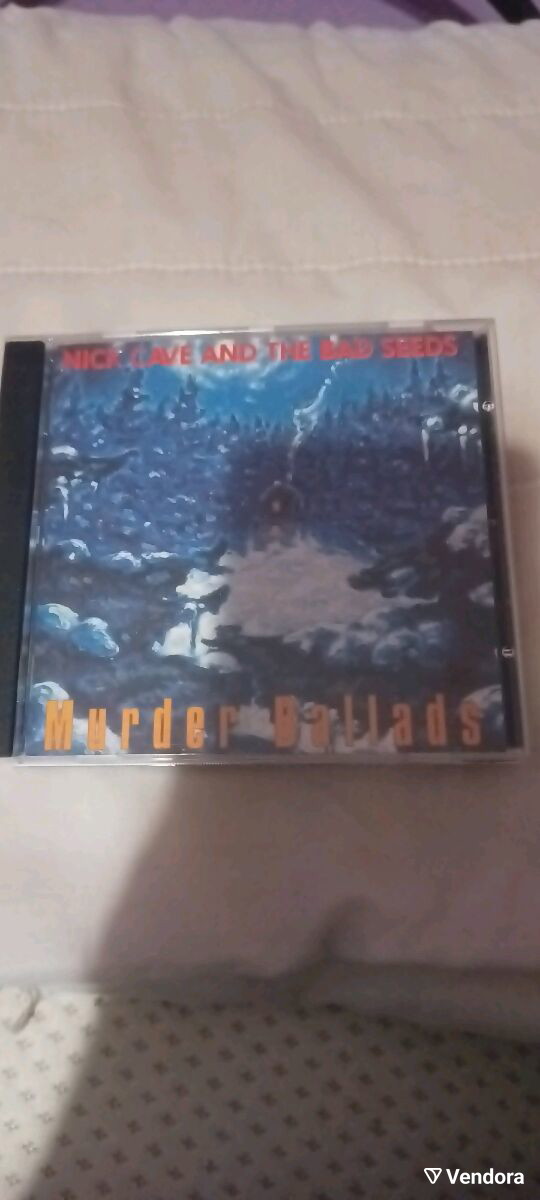 NICK CAVE AND THE BAD SEEDS
Murder Ballads
Vendora